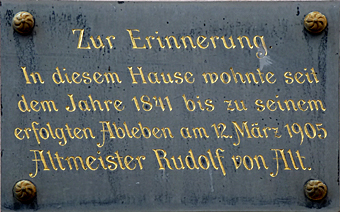 Zur Erinnerung.
In diesem Hause wohnte seit
dem Jahre 1841 bis zu seinem
erfolgten Ableben am 12. März 1905
Altmeister Rudolf von Alt.